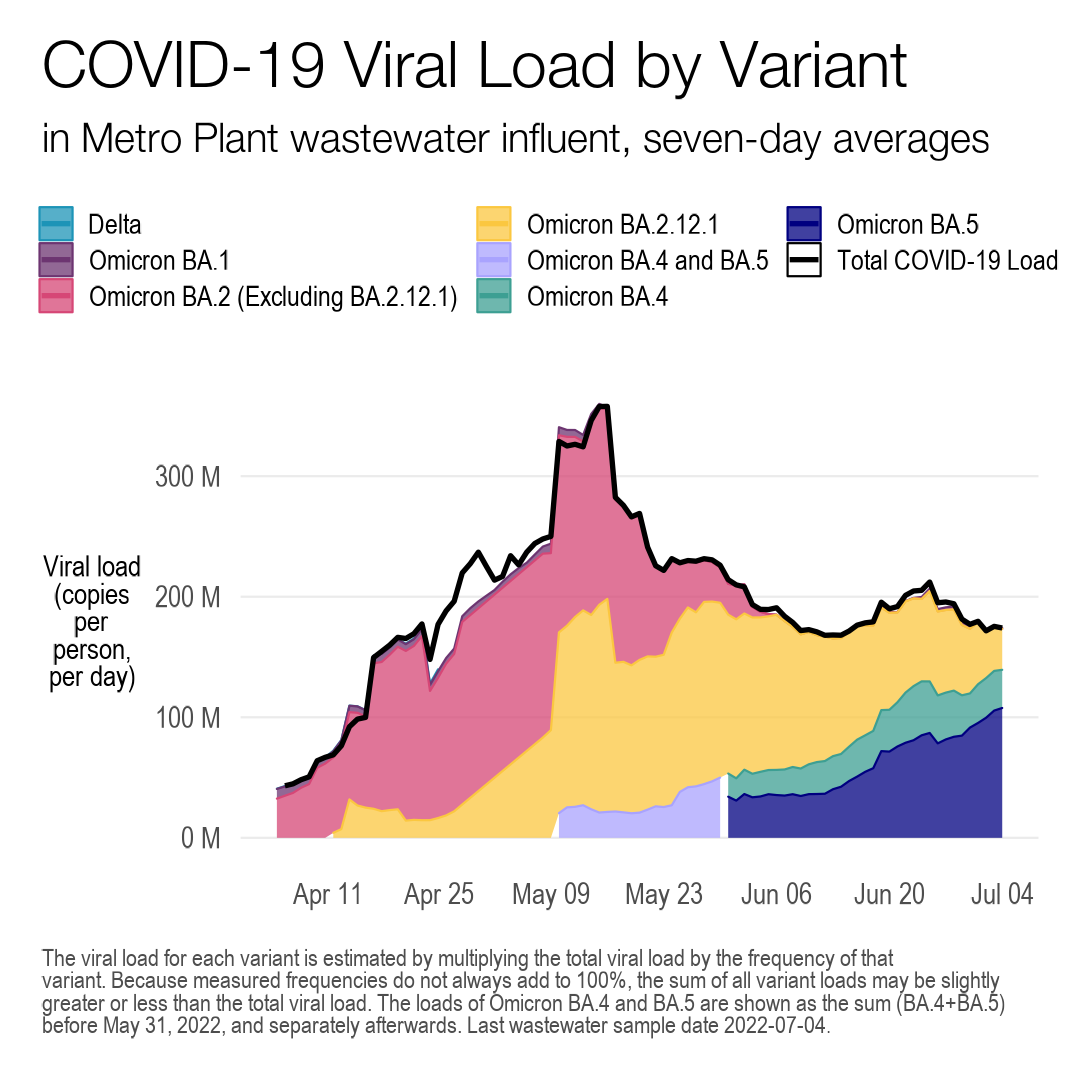 COVID-19 Viral Load by Variant
in Metro Plant wastewater influent, seven-day averages
Delta
Omicron BA.1
Omicron BA.2 (Excluding BA.2.12.1)
Omicron BA.2.12.1
Omicron BA.4 and BA.5
Omicron BA.4
Omicron BA.5
Total COVID-19 Load
Viral load
(copies
per
person,
per day)
300 M
200 M
100 M
0 M
Apr 11
Apr 25
May 09
May 23
Jun 06
Jun 20
Jul 04
The viral load for each variant is estimated by multiplying the total viral load by the frequency of that
variant. Because measured frequencies do not always add to 100%, the sum of all variant loads may be slightly
greater or less than the total viral load. The loads of Omicron BA.4 and BA.5 are shown as the sum (BA.4+BA.5)
before May 31, 2022, and separately afterwards. Last wastewater sample date 2022-07-04.